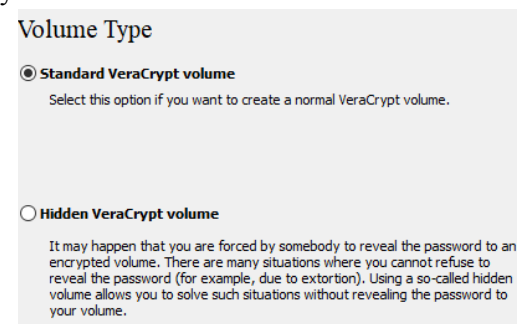 Volume Type
Standard VeraCrypt volume
Select this option if you want to create a normal VeraCrypt volume.
Hidden VeraCrypt volume
It may happen that you are forced by somebody to reveal the password to an
encrypted volume. There are many situations where you cannot refuse to
reveal the password (for example, due to extortion). Using a so-called hidden
volume allows you to solve such situations without revealing the password to
your volume.